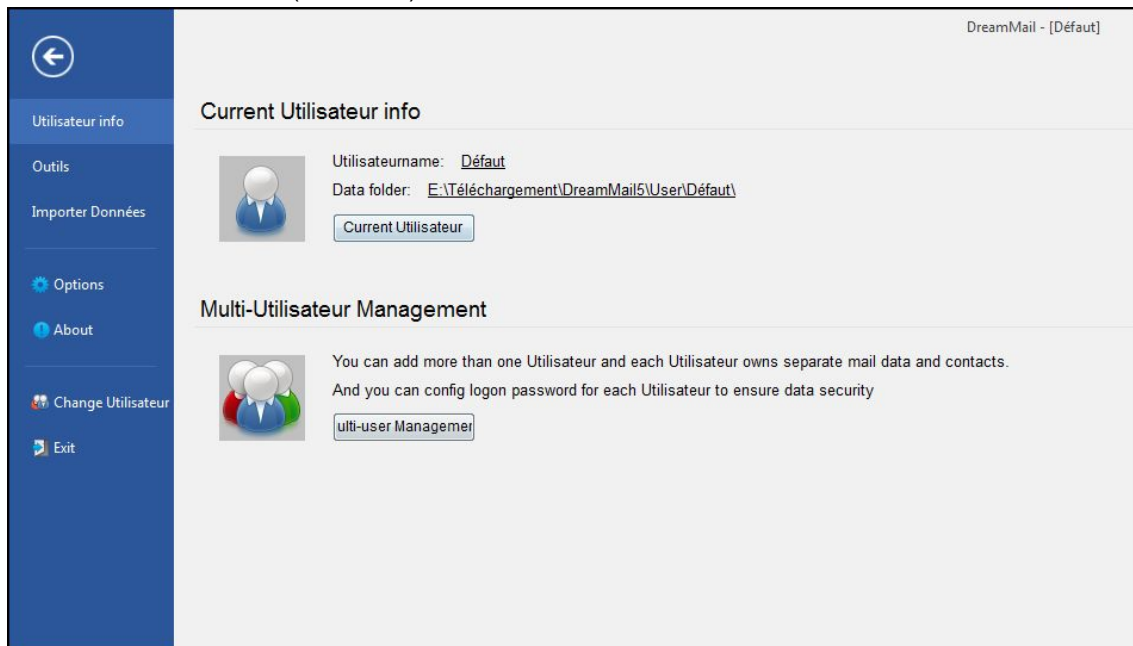 DreamMail - [Défaut]
Utilisateur info
Outils
Importer Données
Options
About
Change Utilisateur
Exit
Current Utilisateur info
Utilisateurname: Défaut
Data folder: E:\Téléchargement\DreamMail5\User\Défaut\
Current Utilisateur
Multi-Utilisateur Management
You can add more than one Utilisateur and each Utilisateur owns separate mail data and contacts.
And you can config logon password for each Utilisateur to ensure data security
ulti-user Managemer